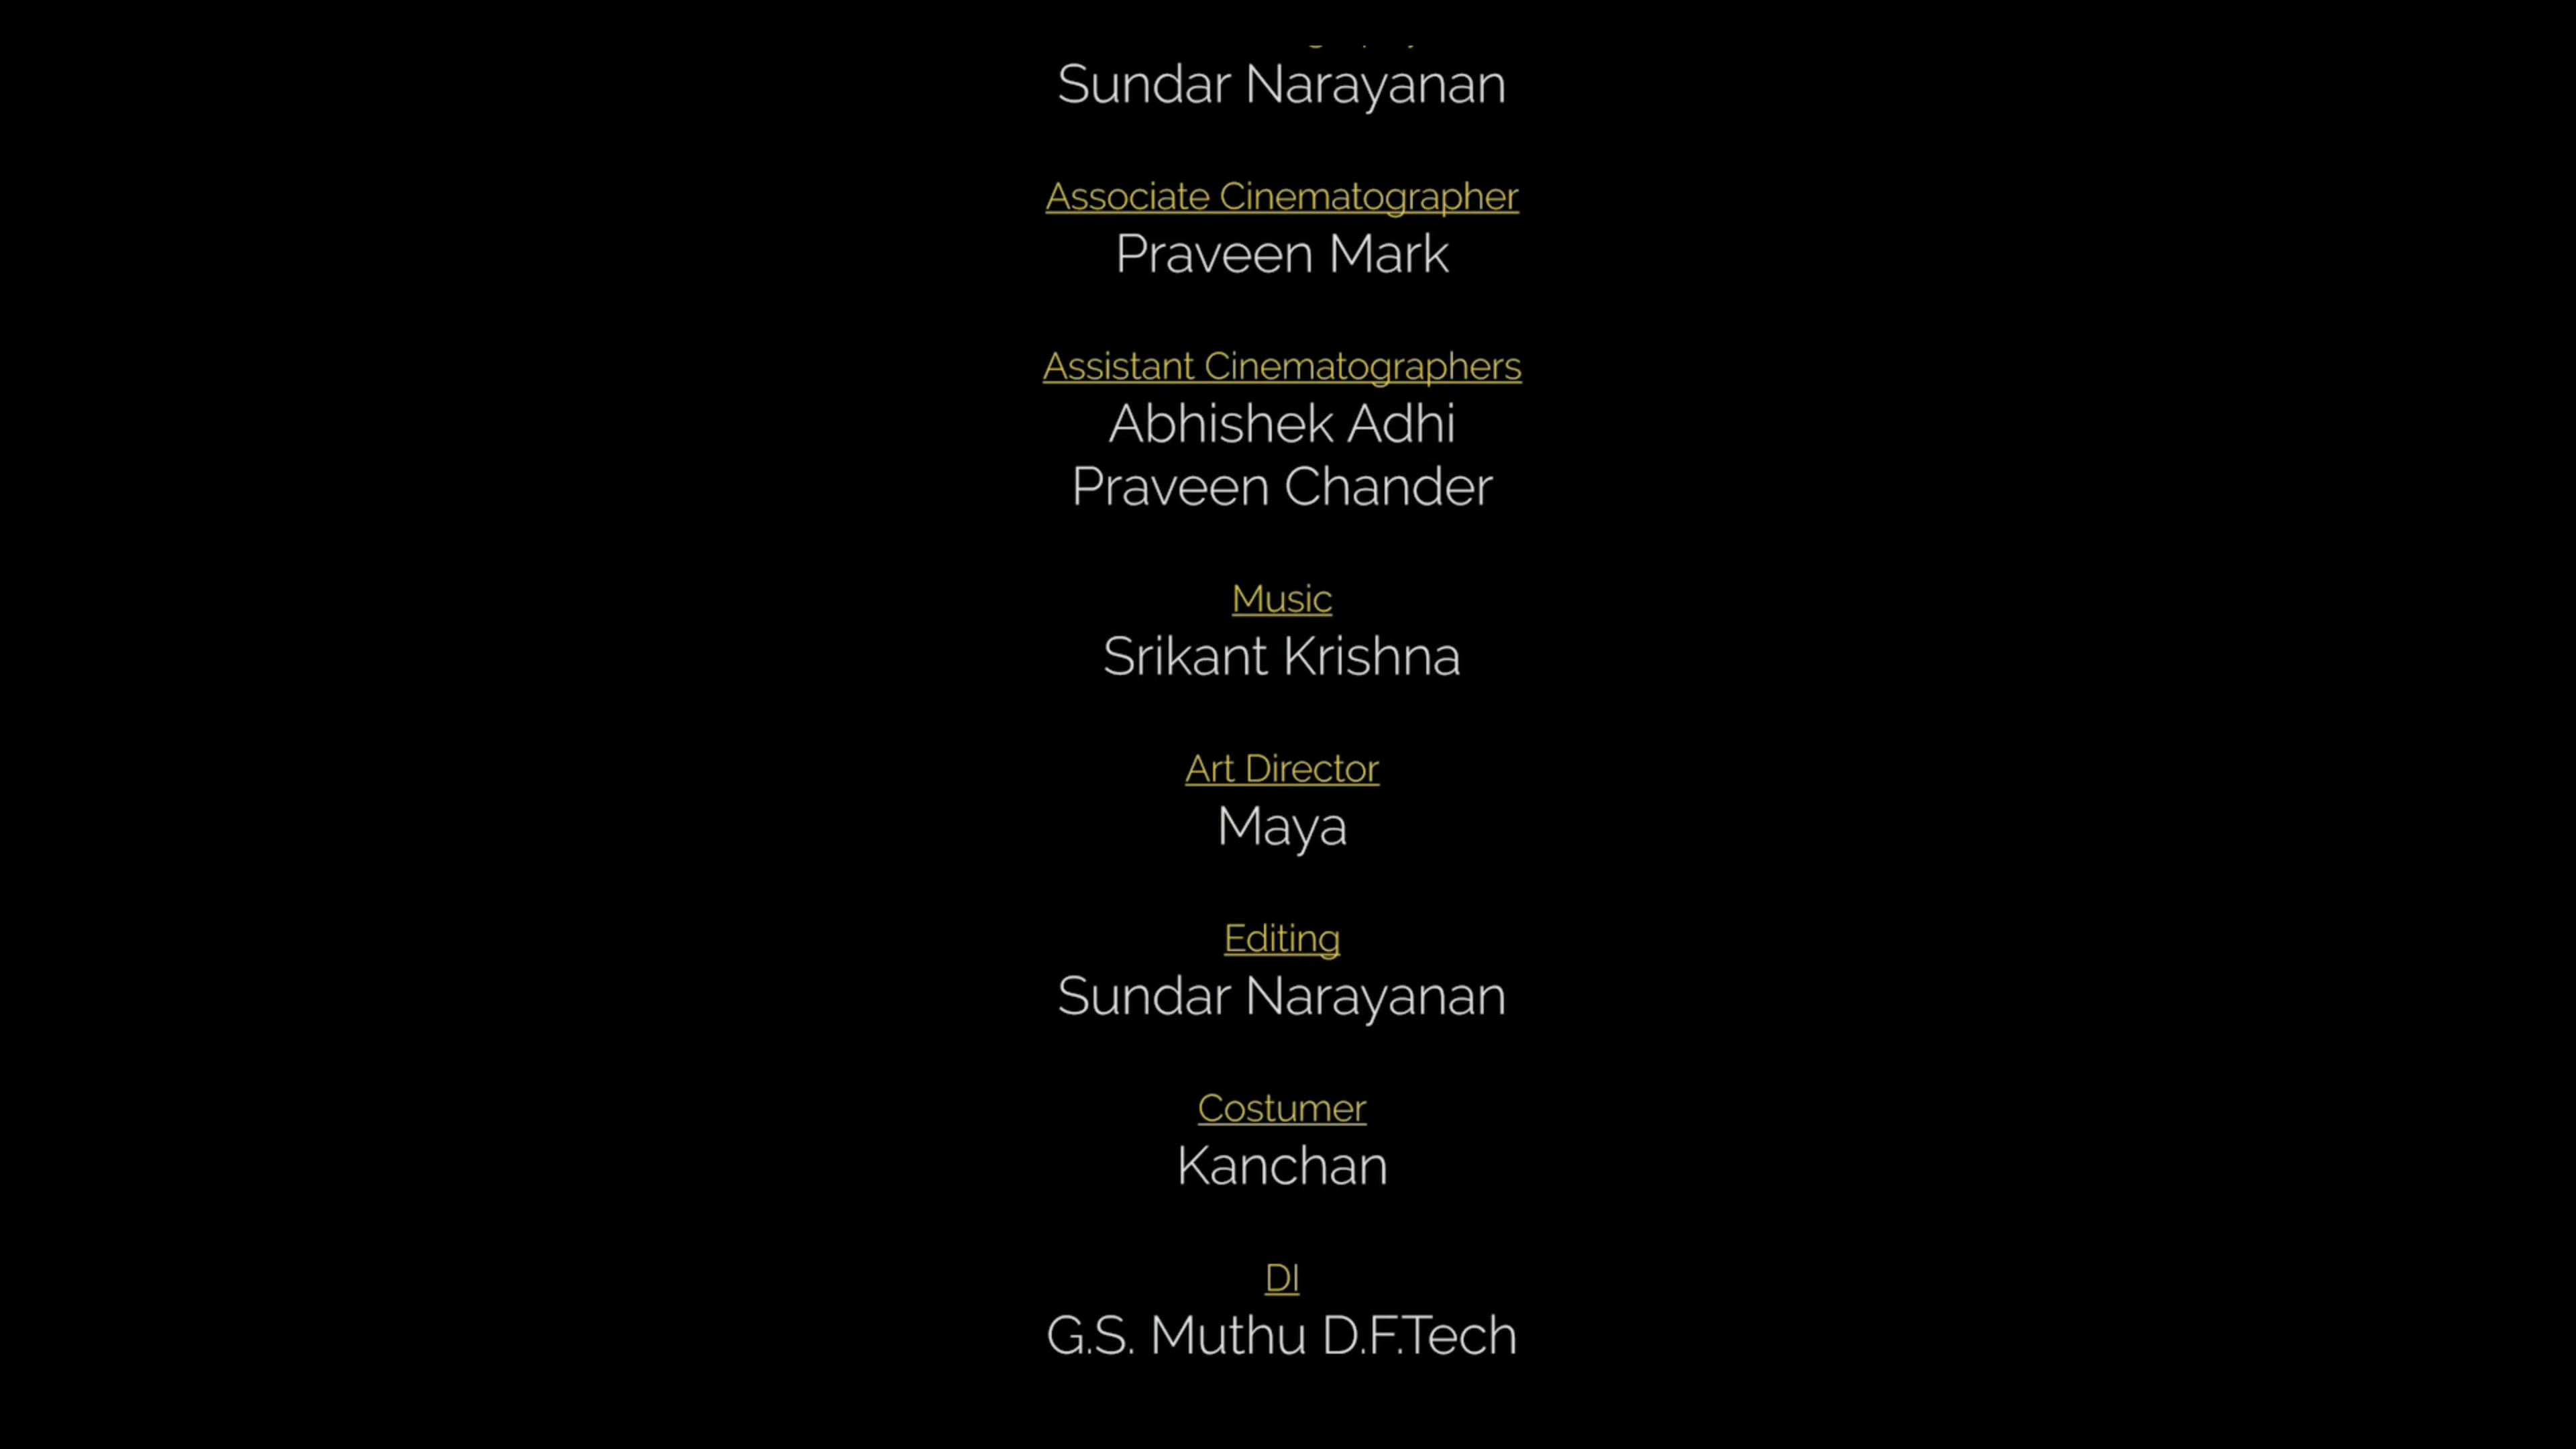 Sundar Narayanan
Associate Cinematographer
Praveen Mark
Assistant Cinematographers
Abhishek Adhi
Praveen Chander
Music
Srikant Krishna
Art Director
Maya
Editing
Sundar Narayanan
Costumer
Kanchan
DI
G.S. Muthu D.F.Tech